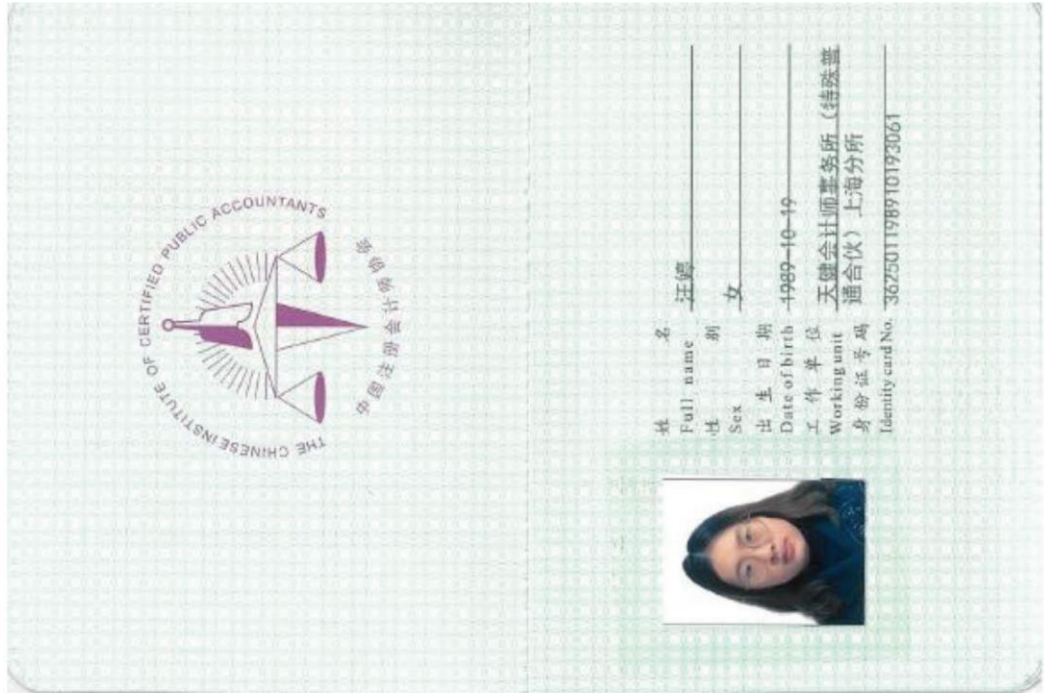 THE CHINESE INSTITUTE OF CERTIFIED PUBLIC ACCOUNTANTS
中国注册会计师协会
姓 名 汪婷
Full name
性 别 女
Sex
出 生 日 期 1989-10-19
Date of birth
工 作 单 位 天健会计师事务所（特殊普
Working unit 通合伙）上海分所
身 份 证 号 码 362501198910193061
Identity card No.